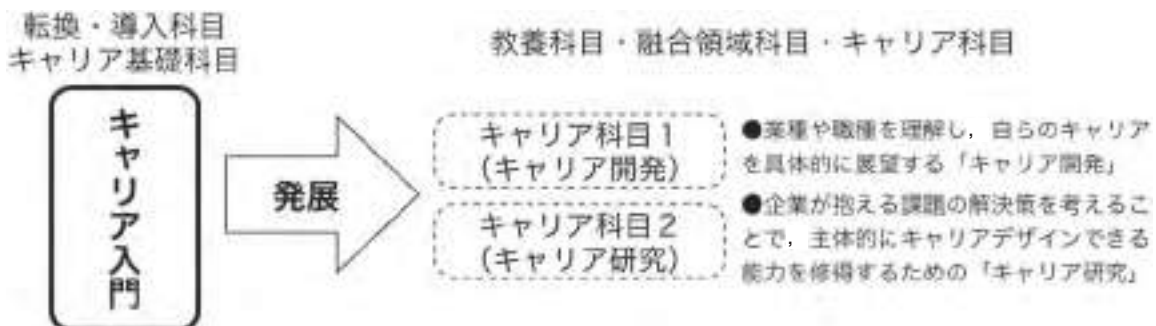 転換・導入科目
キャリア基礎科目
キャリア入門
発展
教養科目・融合領域科目・キャリア科目
キャリア科目1
(キャリア開発)
●業種や職種を理解し，自らのキャリア
を具体的に展望する「キャリア開発」
キャリア科目2
(キャリア研究)
●企業が抱える課題の解決策を考えるこ
とで，主体的にキャリアデザインできる
能力を修得するための「キャリア研究」